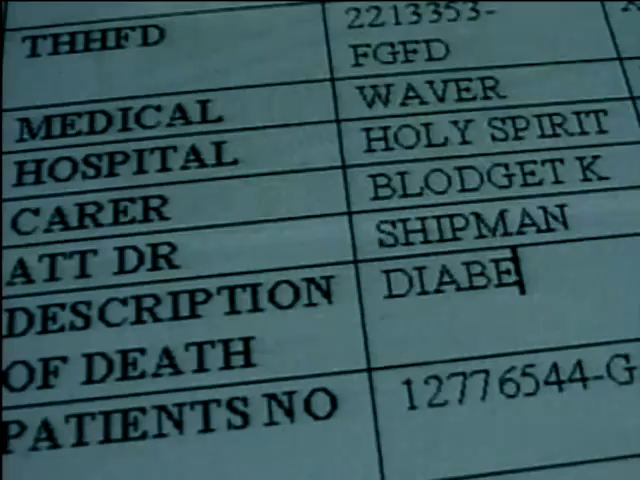 THHFD 2213353-
FGFD
MEDICAL WAVER
HOSPITAL HOLY SPIRIT
CARER BLODGET K
ATT DR SHIPMAN
DESCRIPTION DIABE
OF DEATH
PATIENTS NO 12776544-G